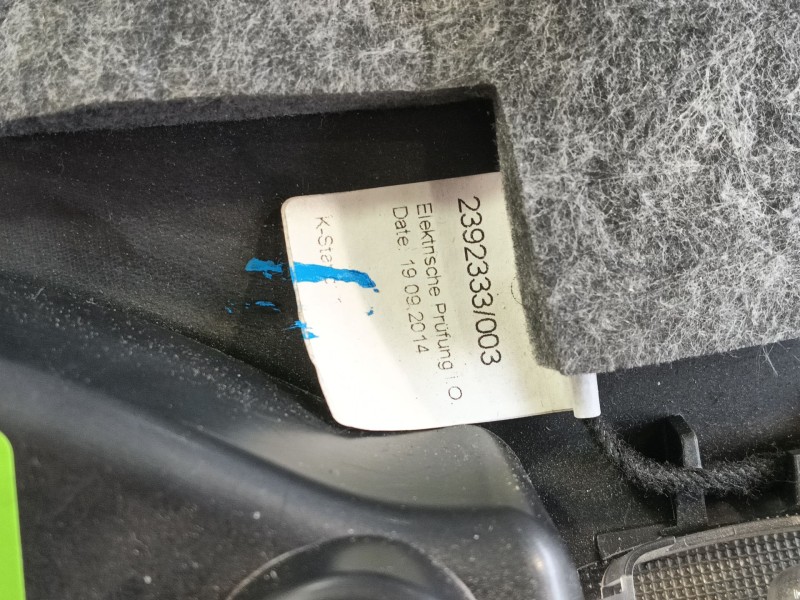 2392333/003
Elektrische Prüfung i.O.
Date: 19.09.2014